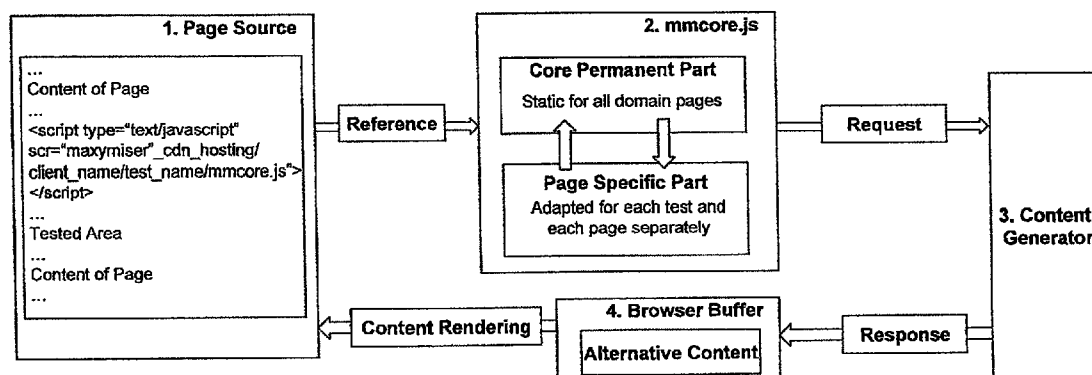 1. Page Source
...
Content of Page
...
<script type="text/javascript"
scr="maxymiser"_cdn_hosting/
client_name/test_name/mmcore.js">
</script>
...
Tested Area
...
Content of Page
...
Reference
2. mmcore.js
Core Permanent Part
Static for all domain pages
Page Specific Part
Adapted for each test and
each page separately
Request
3. Content
Generator
Response
4. Browser Buffer
Alternative Content
Content Rendering